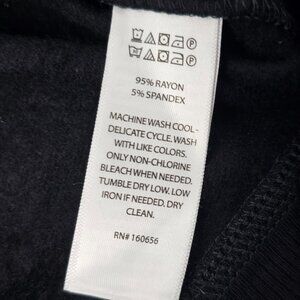 95% RAYON
5% SPANDEX
MACHINE WASH COOL-
DELICATE CYCLE. WASH
WITH LIKE COLORS.
ONLY NON-CHLORINE
BLEACH WHEN NEEDED.
TUMBLE DRY LOW. LOW
IRON IF NEEDED. DRY
CLEAN.
RN# 160656